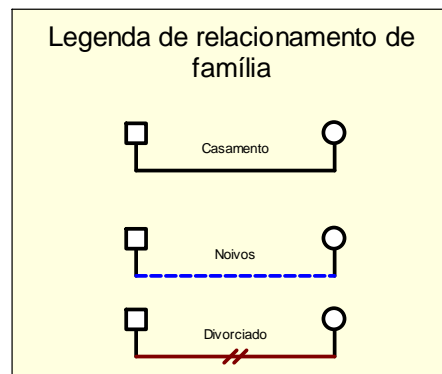 Legenda de relacionamento de
família
Casamento
Noivos
Divorciado